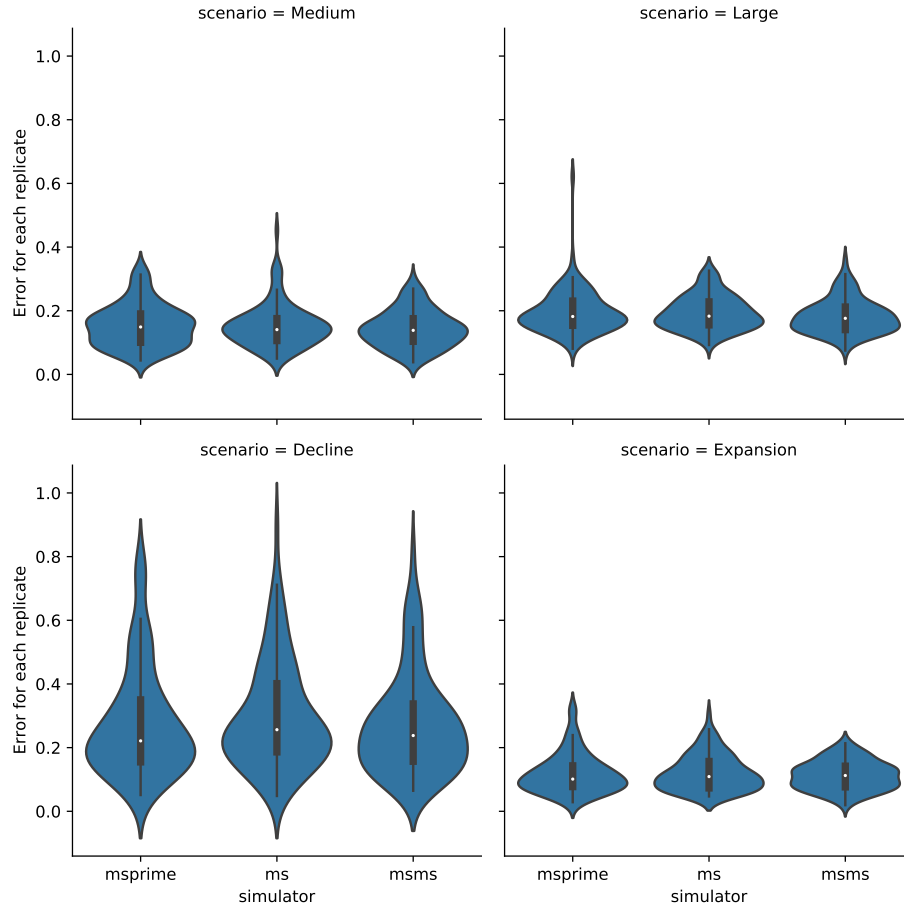 scenario = Medium
scenario = Large
1.0
0.8
0.6
0.4
0.2
0.0
Error for each replicate
scenario = Decline
scenario = Expansion
1.0
0.8
0.6
0.4
0.2
0.0
Error for each replicate
msprime ms msms
msprime ms msms
simulator
simulator